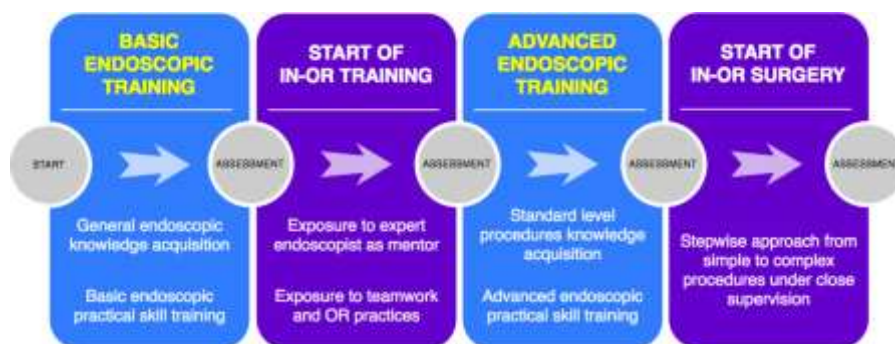 BASIC
ENDOSCOPIC
TRAINING
START OF
IN-OR TRAINING
ADVANCED
ENDOSCOPIC
TRAINING
START OF
IN-OR SURGERY
START
ASSESSMENT
ASSESSMENT
ASSESSMENT
ASSESSMEN
General endoscopic
knowledge acquisition
Basic endoscopic
practical skill training
Exposure to expert
endoscopist as mentor
Exposure to teamwork
and OR practices
Standard level
procedures knowledge
acquisition
Advanced endoscopic
practical skill training
Stepwise approach from
simple to complex
procedures under close
supervision